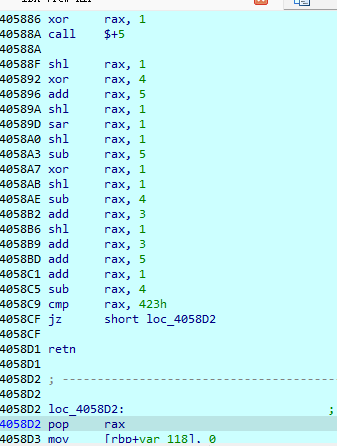 405886 xor rax, 1
40588A call $+5
40588A
40588F shl rax, 1
405892 xor rax, 4
405896 add rax, 5
40589A shl rax, 1
40589D sar rax, 1
4058A0 shl rax, 1
4058A3 sub rax, 5
4058A7 xor rax, 1
4058AB shl rax, 1
4058AE sub rax, 4
4058B2 add rax, 3
4058B6 shl rax, 1
4058B9 add rax, 3
4058BD add rax, 5
4058C1 add rax, 1
4058C5 sub rax, 4
4058C9 cmp rax, 423h
4058CF jz short loc_4058D2
4058CF
4058D1 retn
4058D1
4058D2 ; ---------------------------------------
4058D2
4058D2 loc_4058D2: ;
4058D2 pop rax
4058D3 mov [rbp+var_118], 0